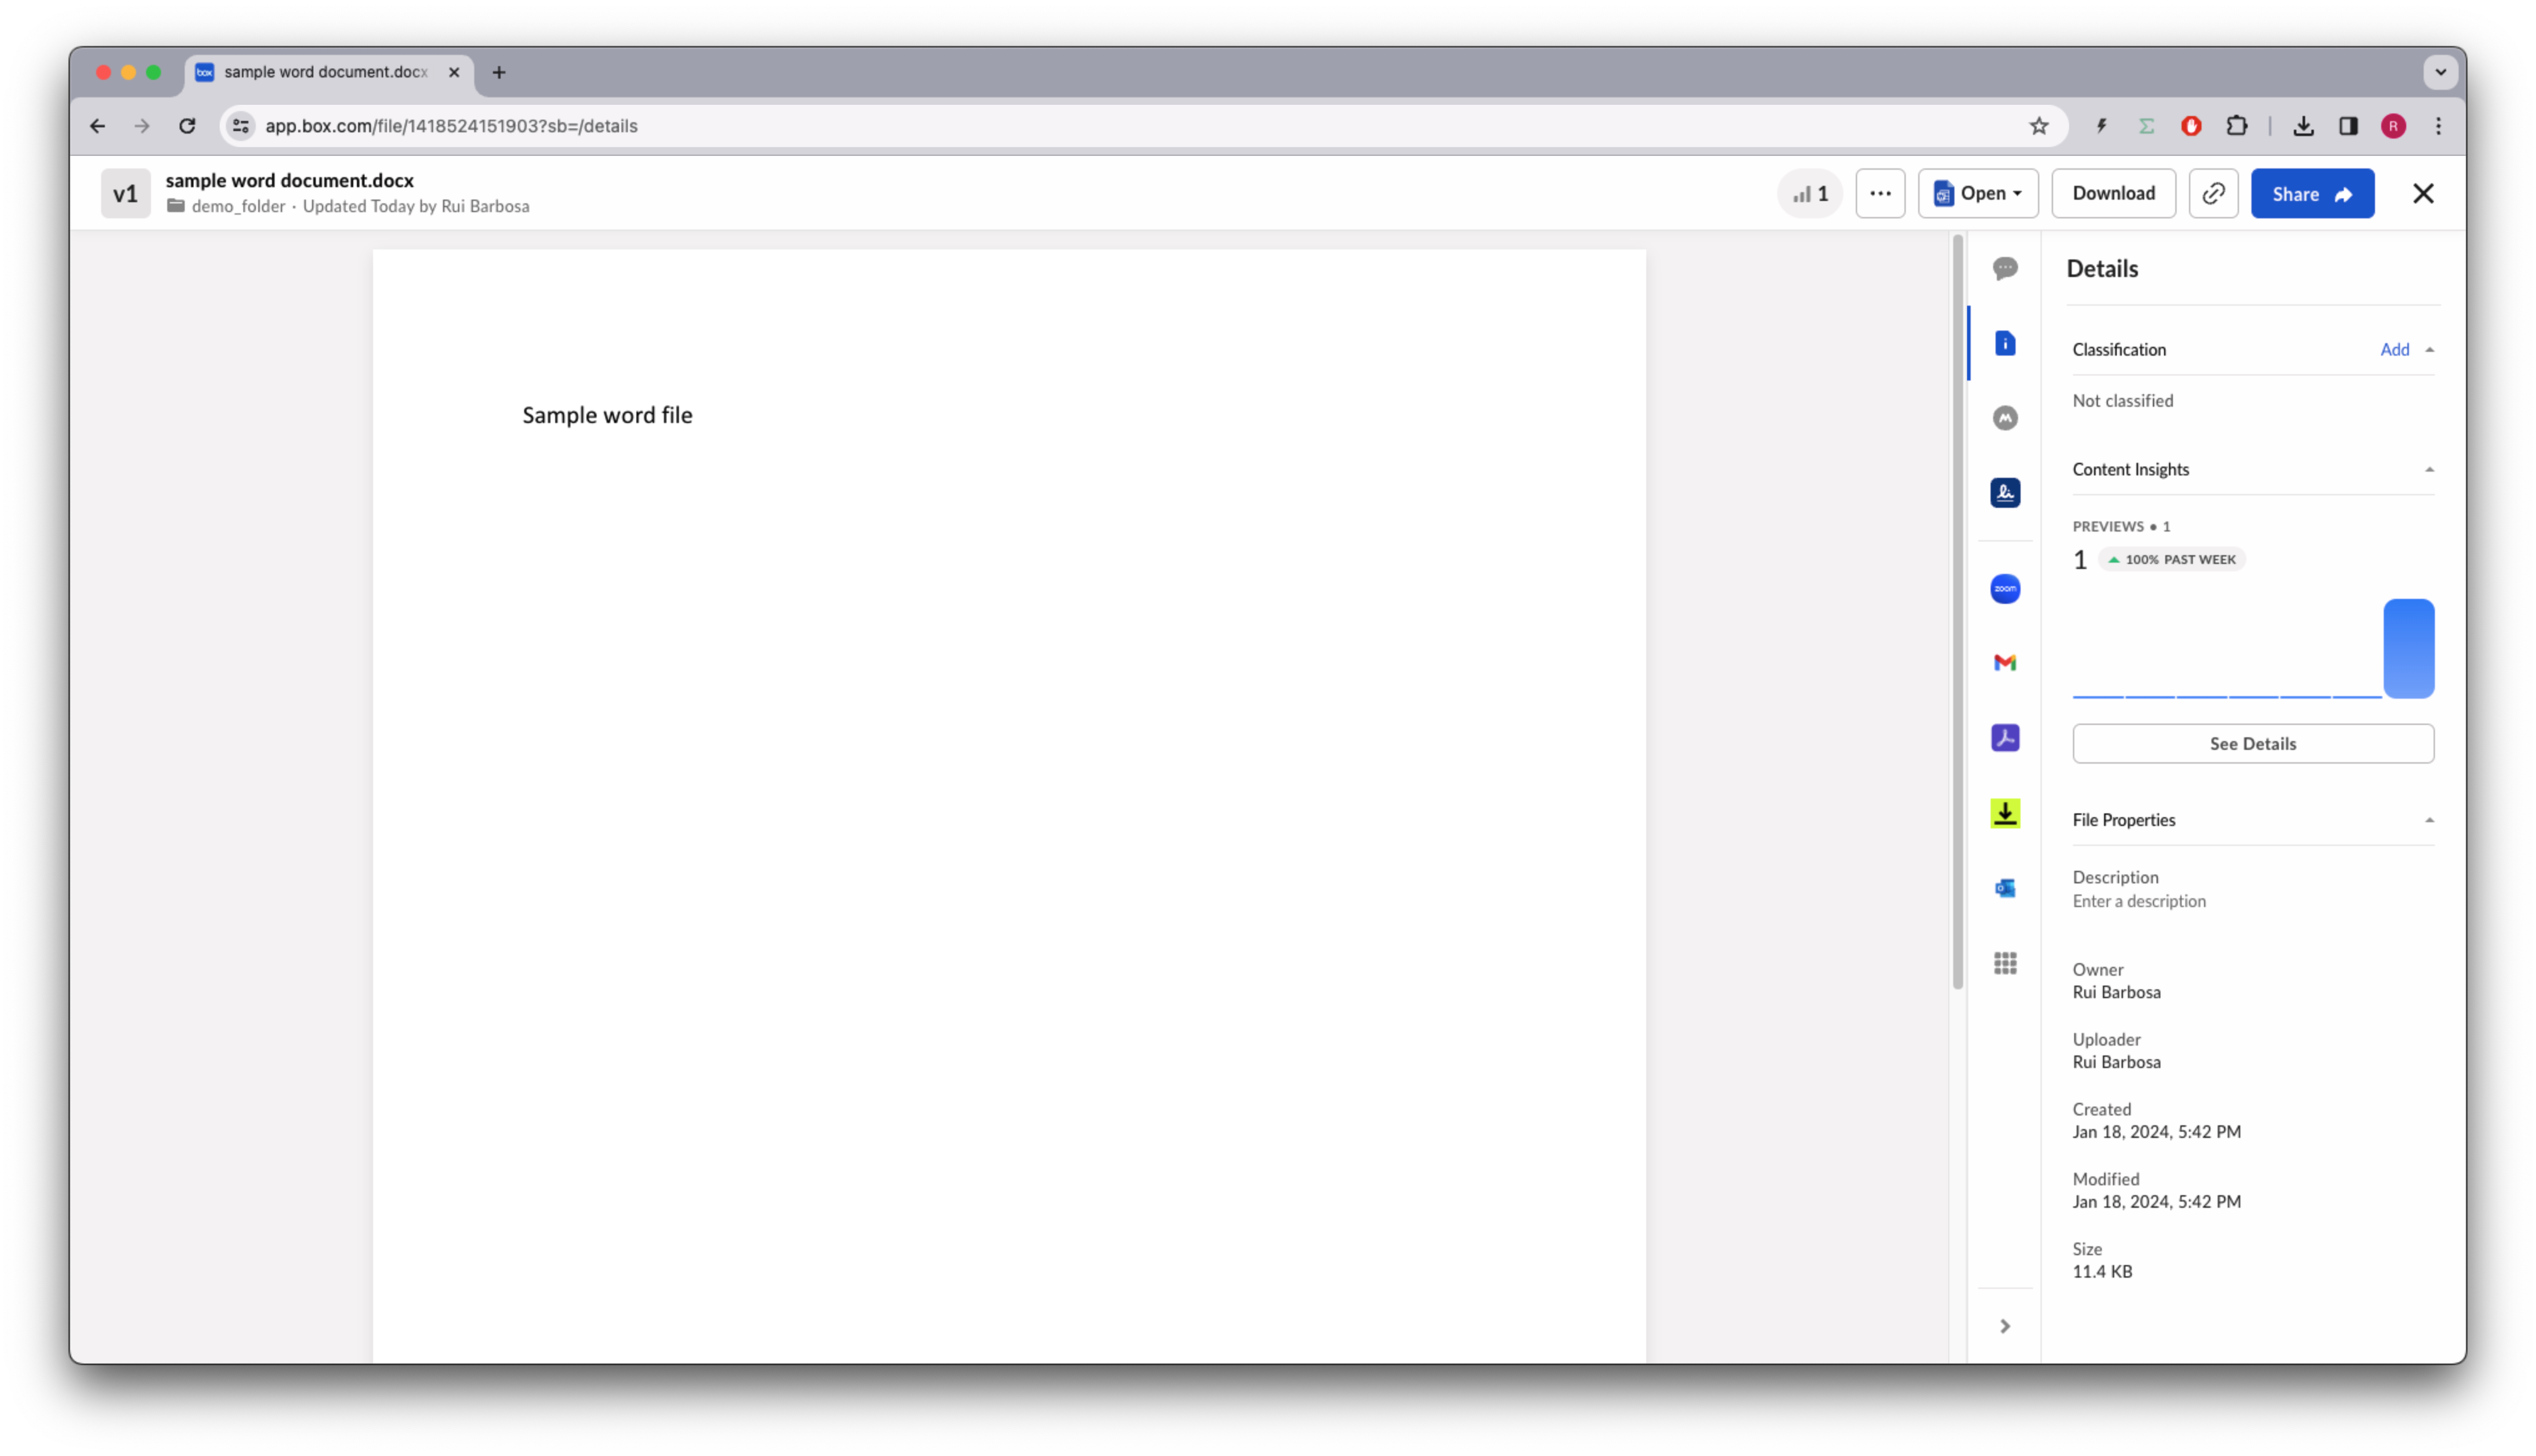 box sample word document.docx
app.box.com/file/1418524151903?sb=/details
R
v1
sample word document.docx
demo_folder · Updated Today by Rui Barbosa
1
Open
Download
Share
Sample word file
zoom
Details
Classification Add
Not classified
Content Insights
PREVIEWS • 1
1 100% PAST WEEK
See Details
File Properties
Description
Enter a description
Owner
Rui Barbosa
Uploader
Rui Barbosa
Created
Jan 18, 2024, 5:42 PM
Modified
Jan 18, 2024, 5:42 PM
Size
11.4 KB